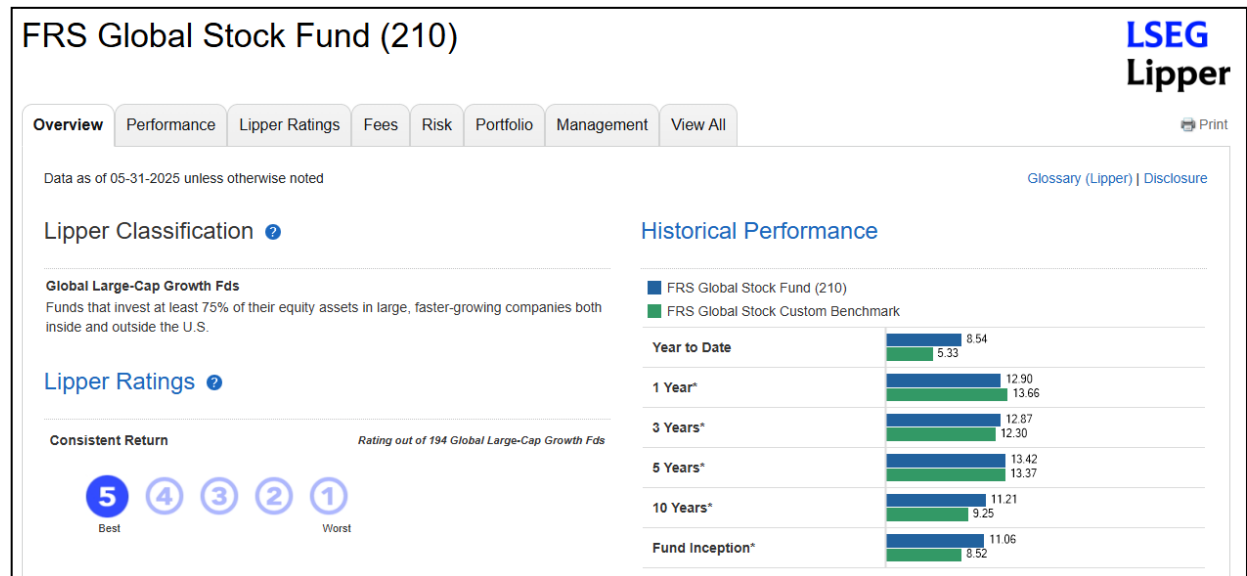 FRS Global Stock Fund (210)
LSEG
Lipper
Overview
Performance
Lipper Ratings
Fees
Risk
Portfolio
Management
View All
Print
Data as of 05-31-2025 unless otherwise noted
Glossary (Lipper) | Disclosure
Lipper Classification ?
Global Large-Cap Growth Fds
Funds that invest at least 75% of their equity assets in large, faster-growing companies both
inside and outside the U.S.
Lipper Ratings ?
Consistent Return
Rating out of 194 Global Large-Cap Growth Fds
5 4 3 2 1
Best
Worst
Historical Performance
FRS Global Stock Fund (210)
FRS Global Stock Custom Benchmark
Year to Date
8.54
5.33
1 Year*
12.90
13.66
3 Years*
12.87
12.30
5 Years*
13.42
13.37
10 Years*
11.21
9.25
Fund Inception*
11.06
8.52